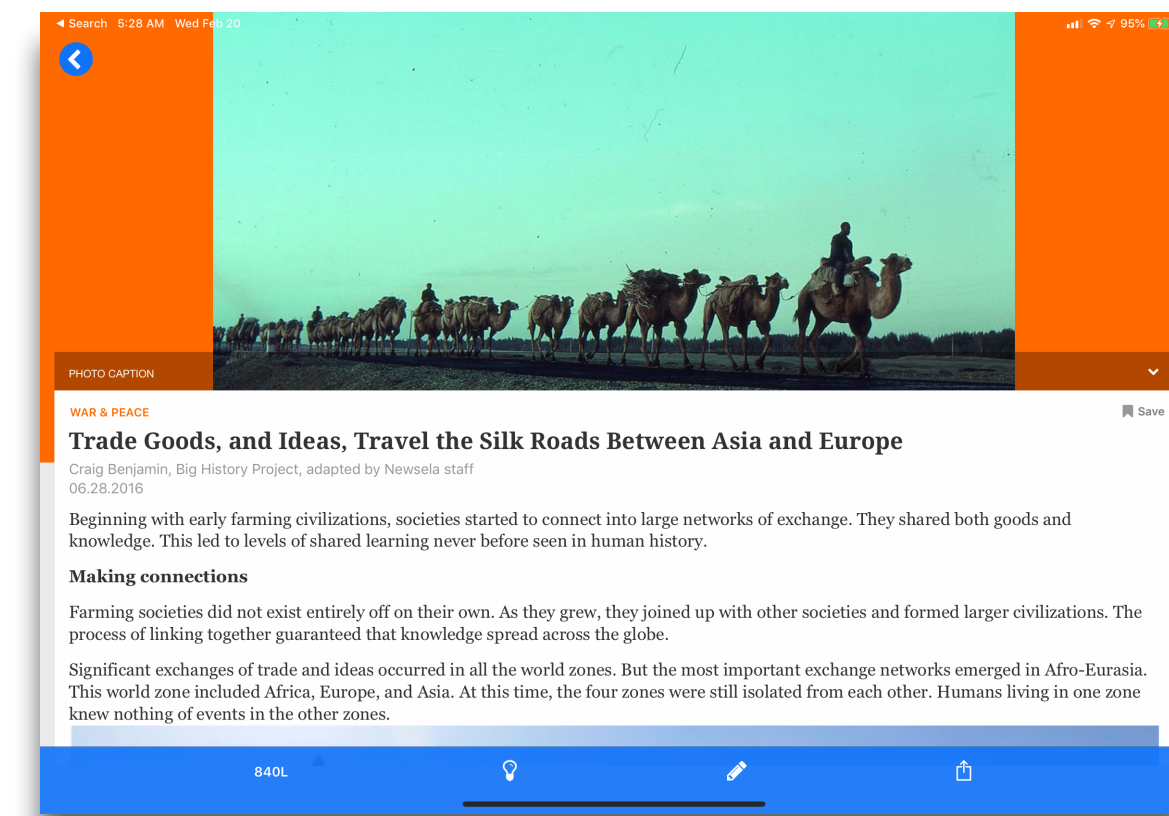 ◀ Search 5:28 AM Wed Feb 20
95%
PHOTO CAPTION
WAR & PEACE
Save
Trade Goods, and Ideas, Travel the Silk Roads Between Asia and Europe
Craig Benjamin, Big History Project, adapted by Newsela staff
06.28.2016
Beginning with early farming civilizations, societies started to connect into large networks of exchange. They shared both goods and
knowledge. This led to levels of shared learning never before seen in human history.
Making connections
Farming societies did not exist entirely off on their own. As they grew, they joined up with other societies and formed larger civilizations. The
process of linking together guaranteed that knowledge spread across the globe.
Significant exchanges of trade and ideas occurred in all the world zones. But the most important exchange networks emerged in Afro-Eurasia.
This world zone included Africa, Europe, and Asia. At this time, the four zones were still isolated from each other. Humans living in one zone
knew nothing of events in the other zones.
840L